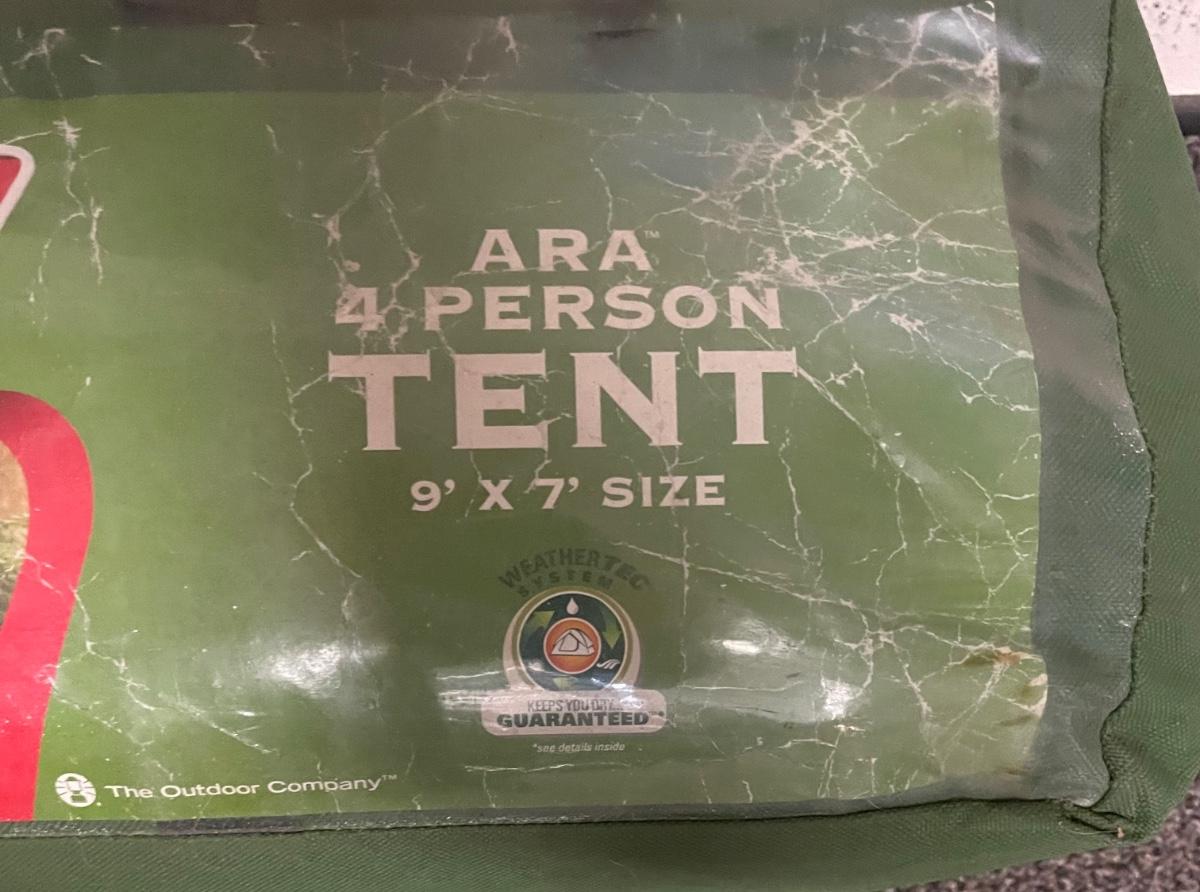 ARA™
4 PERSON
TENT
9' X 7' SIZE
WEATHERTEC
SYSTEM
KEEPS YOU DRY...
GUARANTEED
*see details inside
The Outdoor Company™